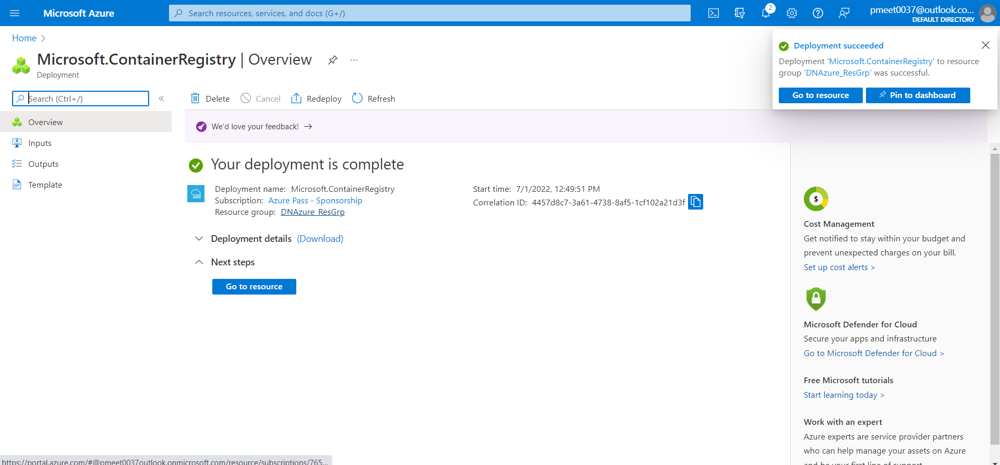 Microsoft Azure
Search resources, services, and docs (G+/)
2
pmeet0037@outlook.co...
DEFAULT DIRECTORY
Home
Microsoft.ContainerRegistry | Overview
...
Deployment
Search (Ctrl+/)
«
Overview
Inputs
Outputs
Template
Delete
Cancel
Redeploy
Refresh
We'd love your feedback! →
Deployment succeeded
Deployment 'Microsoft.ContainerRegistry' to resource
group 'DNAzure_ResGrp' was successful.
Go to resource
Pin to dashboard
Your deployment is complete
Deployment name: Microsoft.ContainerRegistry
Subscription: Azure Pass - Sponsorship
Resource group: DNAzure_ResGrp
Start time: 7/1/2022, 12:49:51 PM
Correlation ID: 4457d8c7-3a61-4738-8af5-1cf102a21d3f
Deployment details (Download)
Next steps
Go to resource
$
Cost Management
Get notified to stay within your budget and
prevent unexpected charges on your bill.
Set up cost alerts >
Microsoft Defender for Cloud
Secure your apps and infrastructure
Go to Microsoft Defender for Cloud >
Free Microsoft tutorials
Start learning today >
Work with an expert
Azure experts are service provider partners
who can help manage your assets on Azure
and be your first line of support.
https://portal.azure.com/#@pmeet0037outlook.onmicrosoft.com/resource/subscriptions/765...